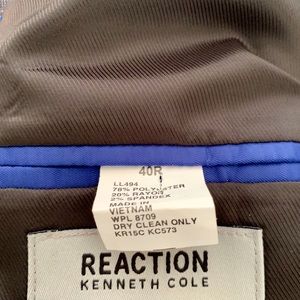 40R
LL494
78% POLYESTER
20% RAYON
2% SPANDEX
MADE IN
VIETNAM
WPL 8709
DRY CLEAN ONLY
KR15C KC573
REACTION
KENNETH COLE